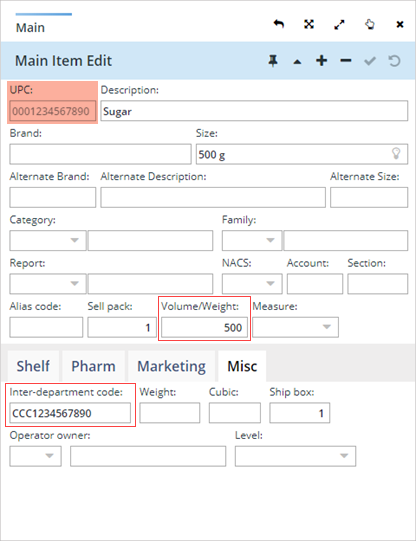 Main
Main Item Edit
UPC: Description:
0001234567890 Sugar
Brand: Size:
500 g
Alternate Brand: Alternate Description: Alternate Size:
Category: Family:
Report: NACS: Account: Section:
Alias code: Sell pack: Volume/Weight: Measure:
1 500
Shelf Pharm Marketing Misc
Inter-department code: Weight: Cubic: Ship box:
CCC1234567890 1
Operator owner: Level: